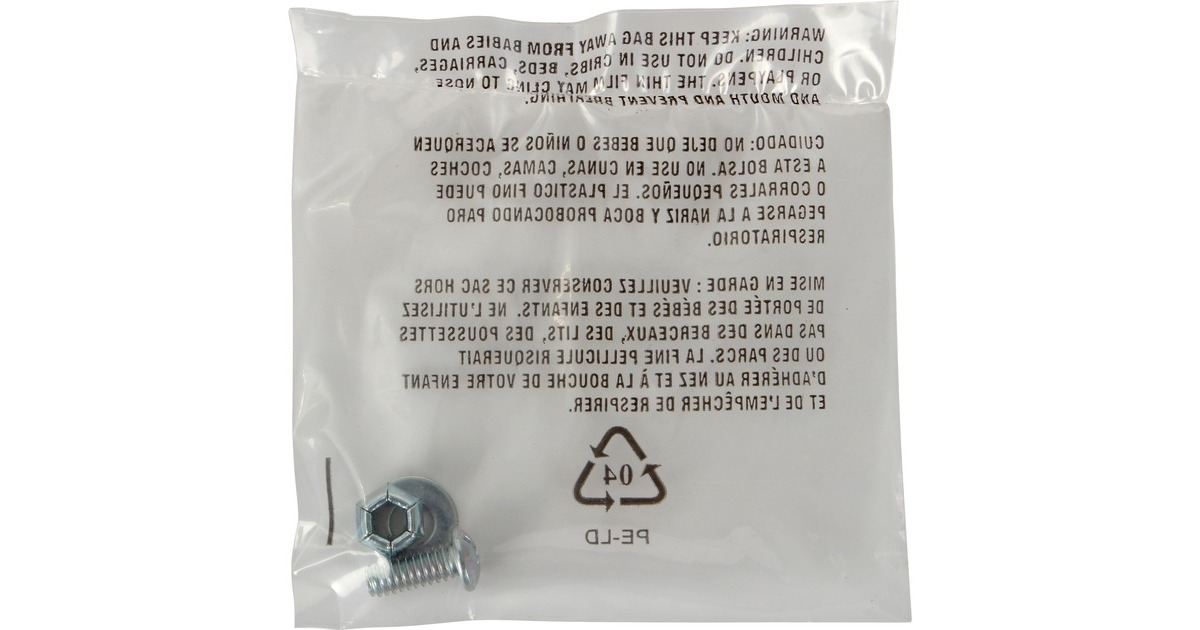 WARNING: KEEP THIS BAG AWAY FROM BABIES AND
CHILDREN. DO NOT USE IN CRIBS, BEDS, CARRIAGES,
OR PLAYPENS. THE THIN FILM MAY CLING TO NOSE
AND MOUTH AND PREVENT BREATHING.
CUIDADO: NO DEJE QUE BEBES O NIÑOS SE ACERQUEN
A ESTA BOLSA. NO USE EN CUNAS, CAMAS, COCHES
O CORRALES PEQUEÑOS. EL PLASTICO FINO PUEDE
PEGARSE A LA NARIZ Y BOCA PROBOCANDO PARO
RESPIRATORIO.
MISE EN GARDE : VEUILLEZ CONSERVER CE SAC HORS
DE PORTÉE DES BÉBÉS ET DES ENFANTS. NE L'UTILISEZ
PAS DANS DES BERCEAUX, DES LITS, DES POUSSETTES
OU DES PARCS. LA FINE PELLICULE RISQUERAIT
D'ADHÉRER AU NEZ ET À LA BOUCHE DE VOTRE ENFANT
ET DE L'EMPÊCHER DE RESPIRER.
04
PE-LD